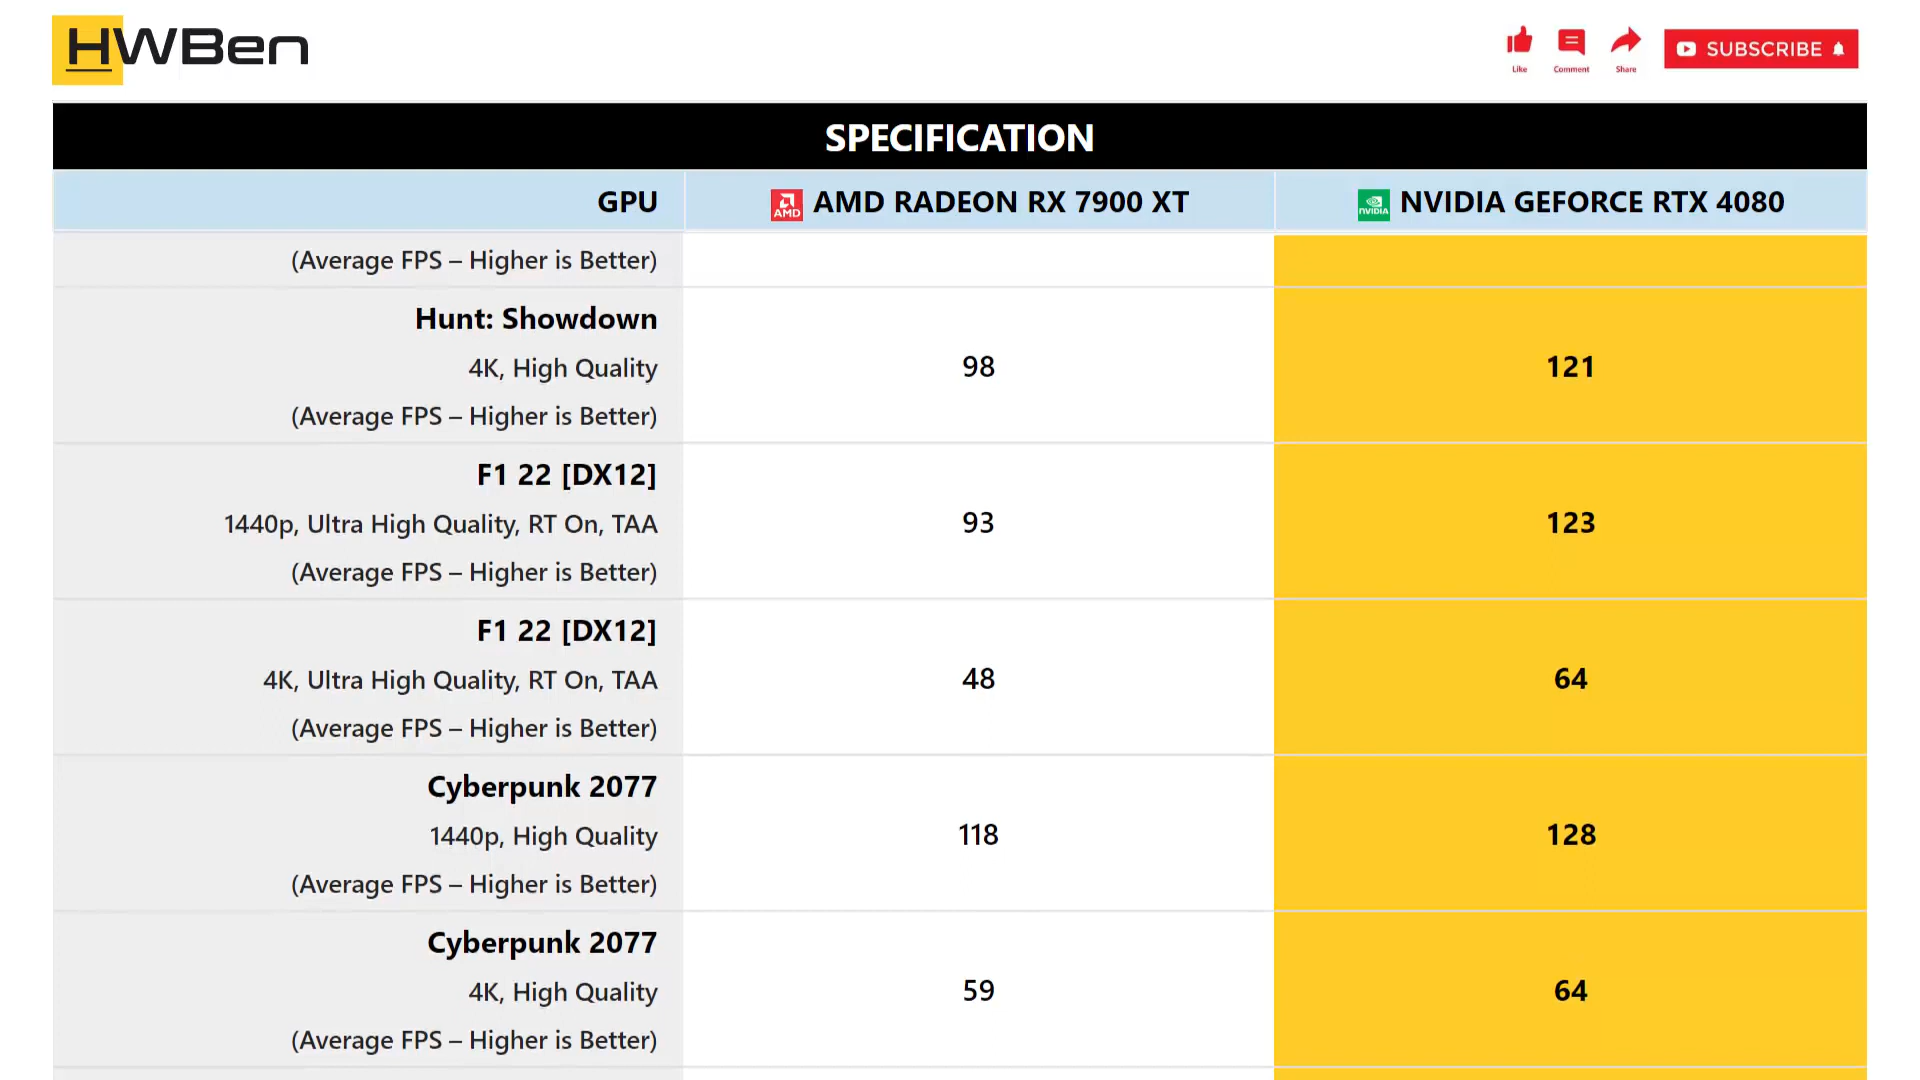 HWBen
Like
Comment
Share
SUBSCRIBE
SPECIFICATION
GPU
AMD
AMD RADEON RX 7900 XT
NVIDIA
NVIDIA GEFORCE RTX 4080
(Average FPS – Higher is Better)
Hunt: Showdown
4K, High Quality
(Average FPS – Higher is Better)
98
121
F1 22 [DX12]
1440p, Ultra High Quality, RT On, TAA
(Average FPS – Higher is Better)
93
123
F1 22 [DX12]
4K, Ultra High Quality, RT On, TAA
(Average FPS – Higher is Better)
48
64
Cyberpunk 2077
1440p, High Quality
(Average FPS – Higher is Better)
118
128
Cyberpunk 2077
4K, High Quality
(Average FPS – Higher is Better)
59
64